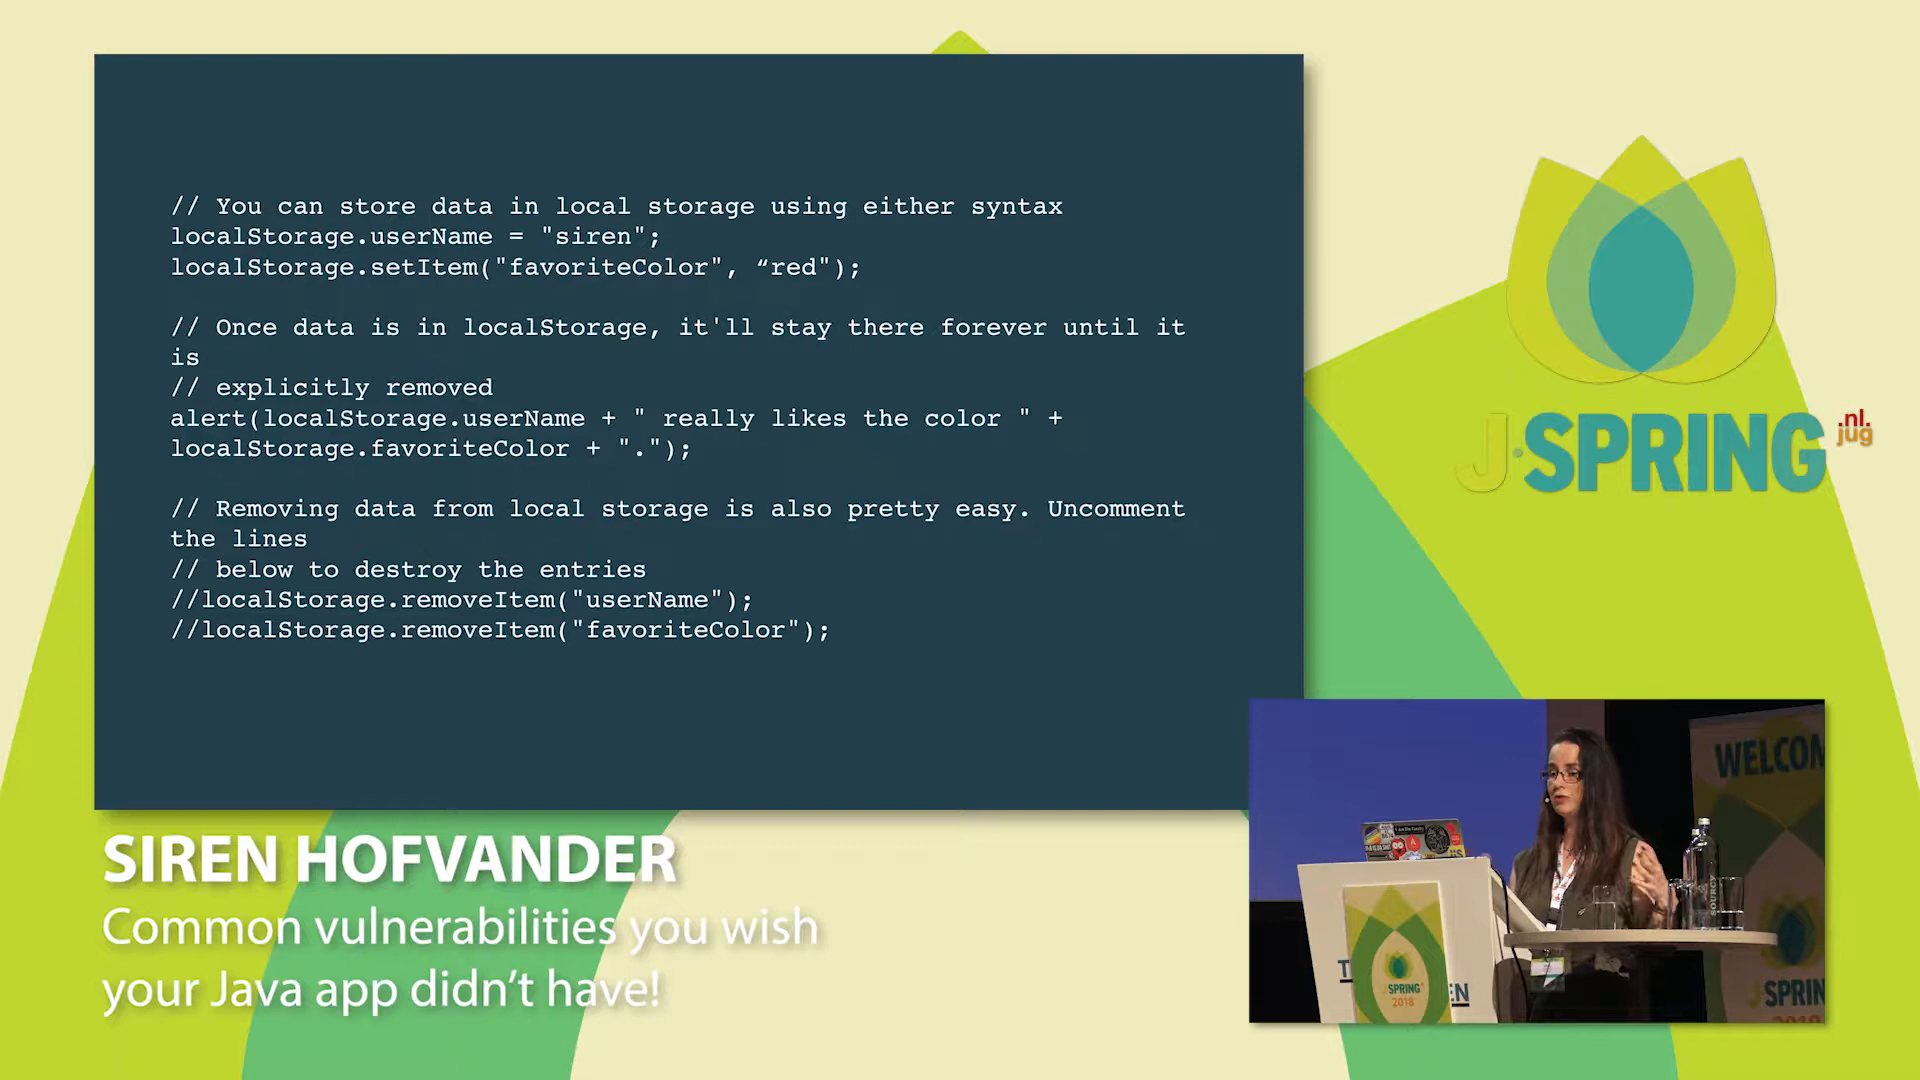 // You can store data in local storage using either syntax
localStorage.userName = "siren";
localStorage.setItem("favoriteColor", “red");
// Once data is in localStorage, it'll stay there forever until it
is
// explicitly removed
alert(localStorage.userName + " really likes the color " +
localStorage.favoriteColor + ".");
// Removing data from local storage is also pretty easy. Uncomment
the lines
// below to destroy the entries
//localStorage.removeItem("userName");
//localStorage.removeItem("favoriteColor");
J·SPRING
.nl.
jug
SIREN HOFVANDER
Common vulnerabilities you wish
your Java app didn’t have!
WELCOM
SOURCY
J·SPRING
2018
EN
SPRIN
2018